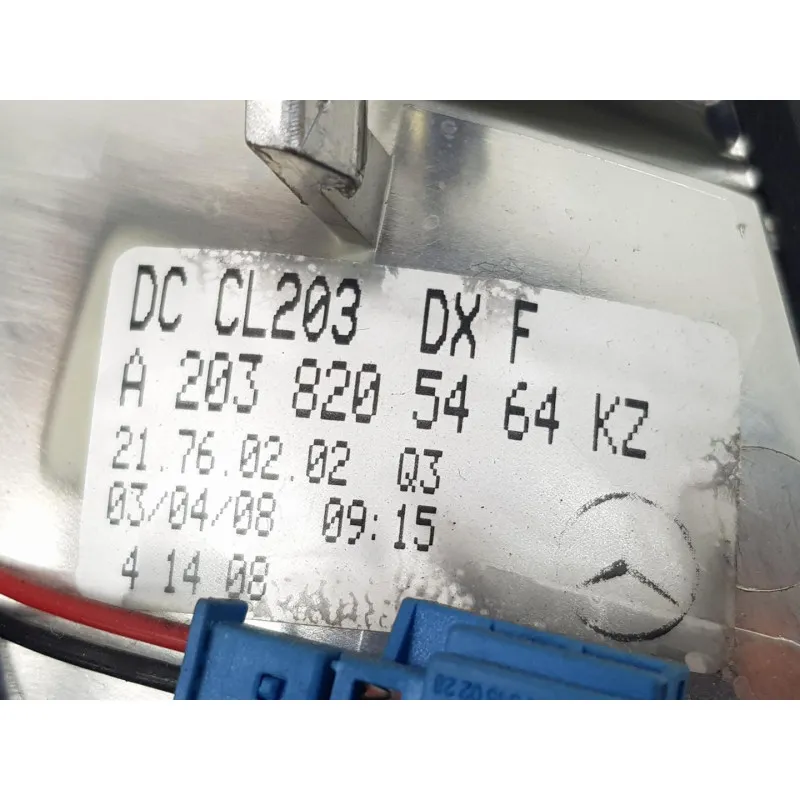 DC CL203 DX F
A 203 820 54 64 KZ
21.76.02.02 Q3
03/04/08 09:15
4 14 08